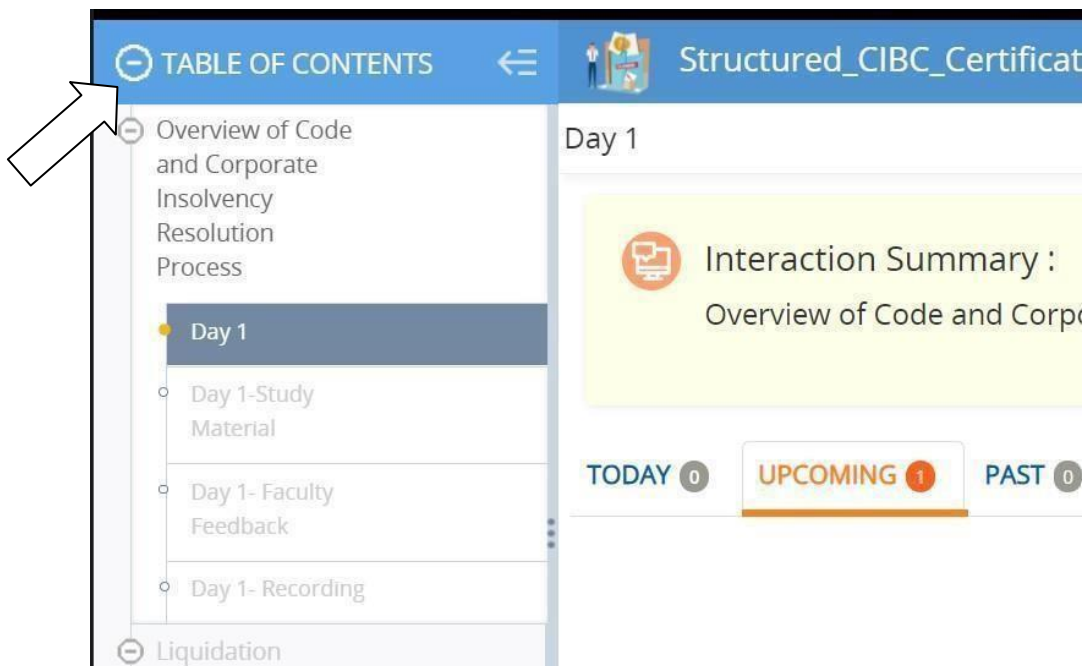 TABLE OF CONTENTS
Overview of Code
and Corporate
Insolvency
Resolution
Process
Day 1
Day 1-Study
Material
Day 1- Faculty
Feedback
Day 1- Recording
Liquidation
Structured_CIBC_Certificat
Day 1
Interaction Summary :
Overview of Code and Corpo
TODAY 0 UPCOMING 1 PAST 0